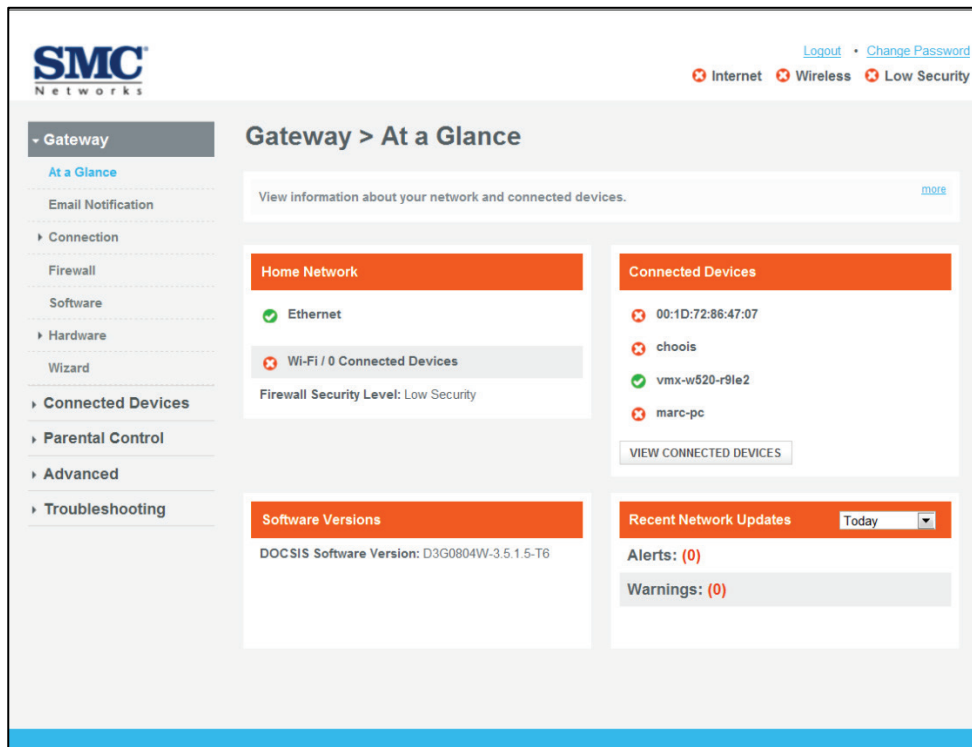 SMC
Networks
Logout • Change Password
Internet Wireless Low Security
Gateway
At a Glance
Email Notification
Connection
Firewall
Software
Hardware
Wizard
Connected Devices
Parental Control
Advanced
Troubleshooting
Gateway > At a Glance
View information about your network and connected devices.
more
Home Network
Ethernet
Wi-Fi / 0 Connected Devices
Firewall Security Level: Low Security
Connected Devices
00:1D:72:86:47:07
choois
vmx-w520-r9le2
marc-pc
VIEW CONNECTED DEVICES
Software Versions
DOCSIS Software Version: D3G0804W-3.5.1.5-T6
Recent Network Updates
Today
Alerts: (0)
Warnings: (0)